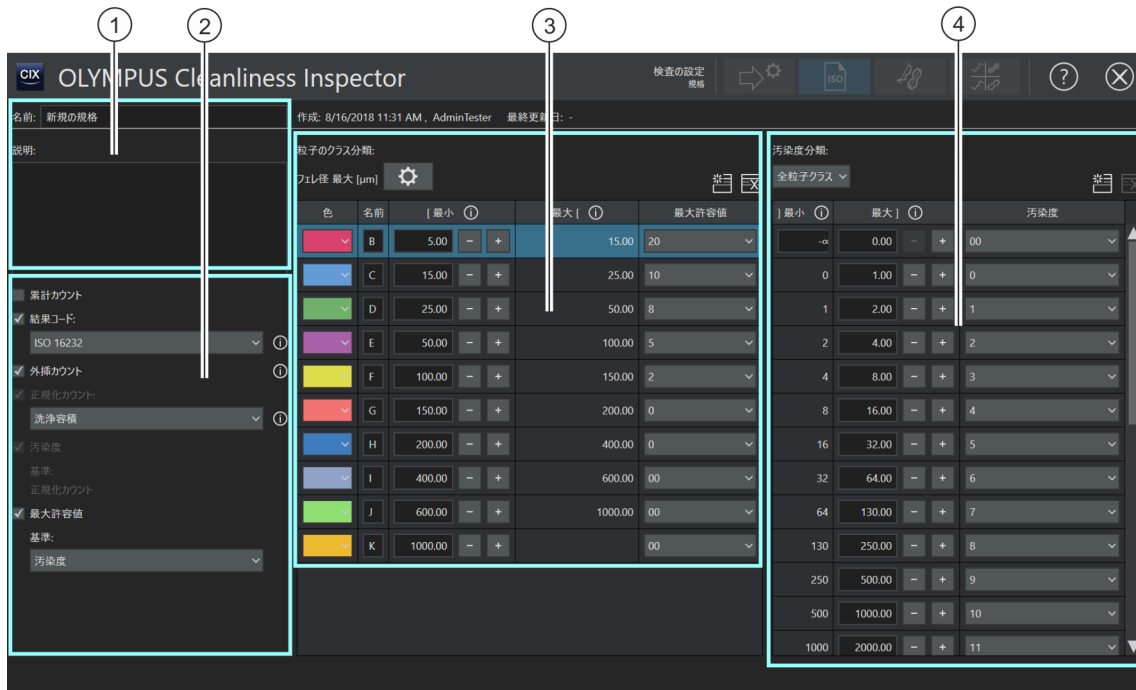 1 2 3 4
CIX OLYMPUS Cleanliness Inspector
検査の設定
規格
ISO
?
名前: 新規の規格
作成: 8/16/2018 11:31 AM , AdminTester 最終更新日: -
説明:
累計カウント
結果コード:
ISO 16232
外挿カウント
正規化カウント:
洗浄容積
汚染度
基準:
正規化カウント
最大許容値
基準:
汚染度
粒子のクラス分類:
フェレ径 最大 [µm]
色 名前 [ 最小 最大 [ 最大許容値
B 5.00 - + 15.00 20
C 15.00 - + 25.00 10
D 25.00 - + 50.00 8
E 50.00 - + 100.00 5
F 100.00 - + 150.00 2
G 150.00 - + 200.00 0
H 200.00 - + 400.00 0
I 400.00 - + 600.00 00
J 600.00 - + 1000.00 00
K 1000.00 - + 00
汚染度分類:
全粒子クラス
] 最小 最大 ] 汚染度
0.00 - + 00
0 1.00 - + 0
1 2.00 - + 1
2 4.00 - + 2
4 8.00 - + 3
8 16.00 - + 4
16 32.00 - + 5
32 64.00 - + 6
64 130.00 - + 7
130 250.00 - + 8
250 500.00 - + 9
500 1000.00 - + 10
1000 2000.00 - + 11